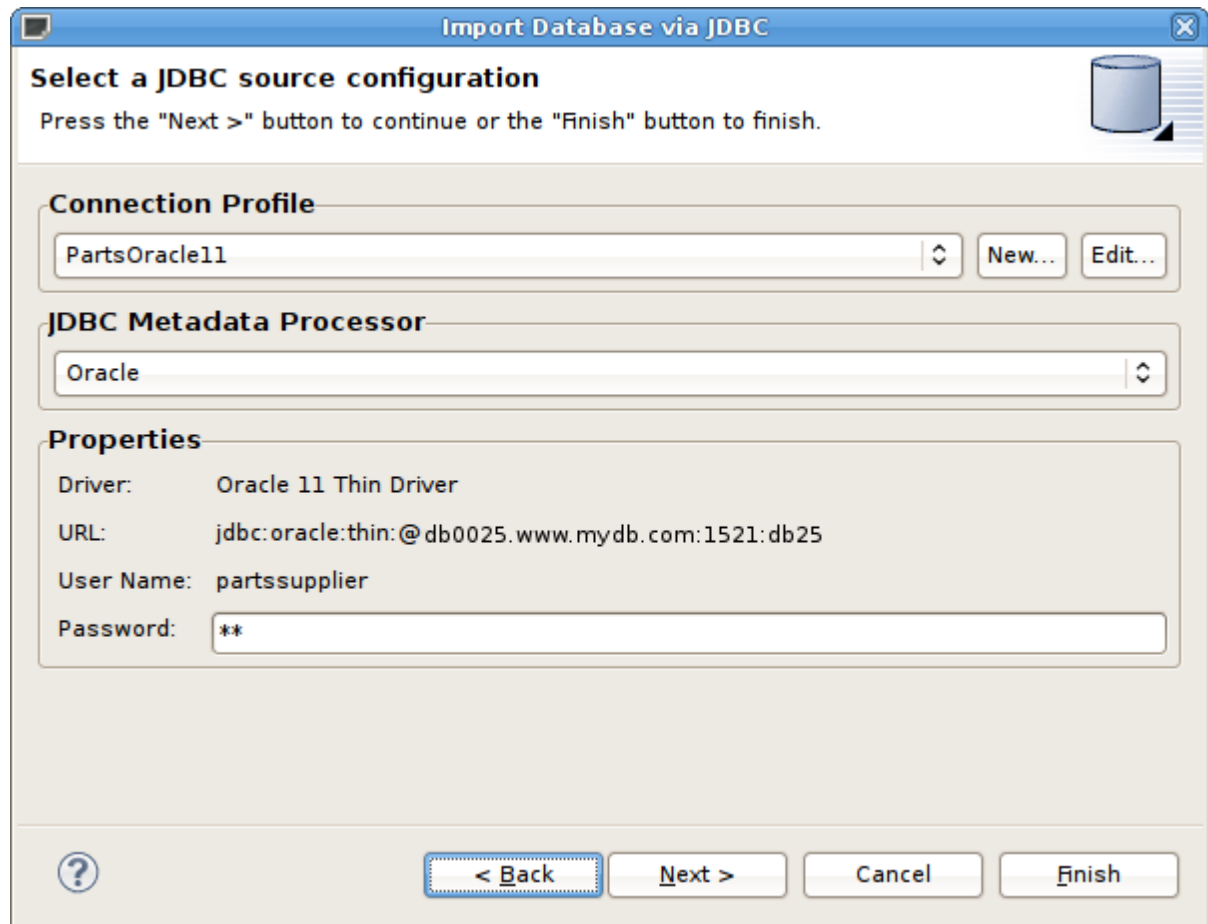 Import Database via JDBC
Select a JDBC source configuration
Press the "Next >" button to continue or the "Finish" button to finish.
Connection Profile
PartsOracle11 New... Edit...
JDBC Metadata Processor
Oracle
Properties
Driver: Oracle 11 Thin Driver
URL: jdbc:oracle:thin:@db0025.www.mydb.com:1521:db25
User Name: partssupplier
Password: **
? < Back Next > Cancel Finish